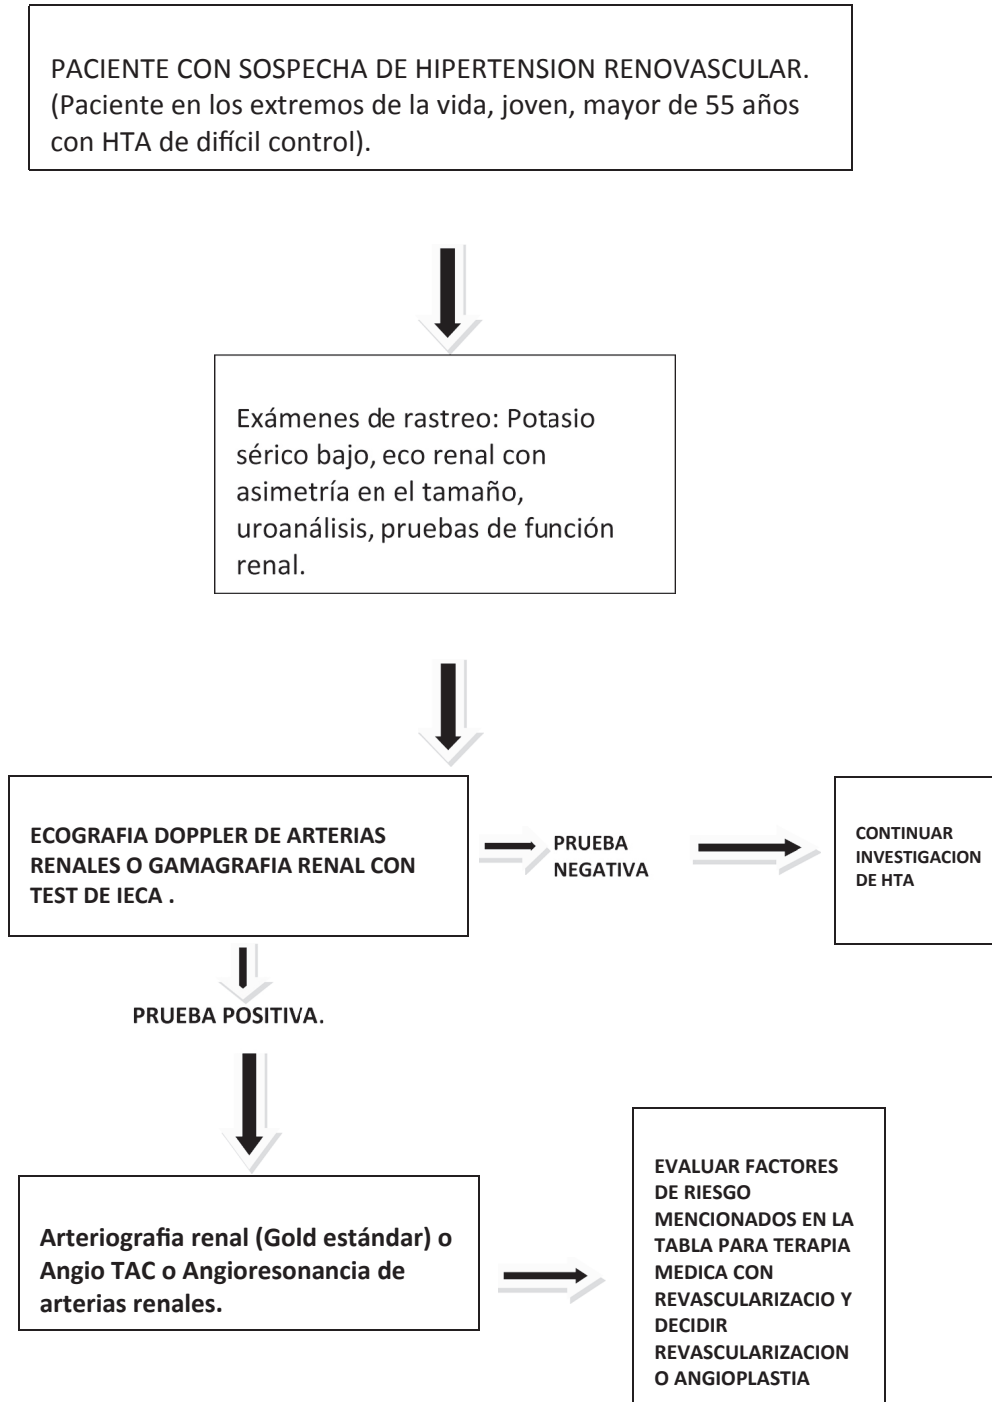 PACIENTE CON SOSPECHA DE HIPERTENSION RENOVASCULAR.
(Paciente en los extremos de la vida, joven, mayor de 55 años
con HTA de difícil control).
Exámenes de rastreo: Potasio
sérico bajo, eco renal con
asimetría en el tamaño,
uroanálisis, pruebas de función
renal.
ECOGRAFIA DOPPLER DE ARTERIAS
RENALES O GAMAGRAFIA RENAL CON
TEST DE IECA .
PRUEBA
NEGATIVA
CONTINUAR
INVESTIGACION
DE HTA
PRUEBA POSITIVA.
Arteriografia renal (Gold estándar) o
Angio TAC o Angioresonancia de
arterias renales.
EVALUAR FACTORES
DE RIESGO
MENCIONADOS EN LA
TABLA PARA TERAPIA
MEDICA CON
REVASCULARIZACIO Y
DECIDIR
REVASCULARIZACION
O ANGIOPLASTIA